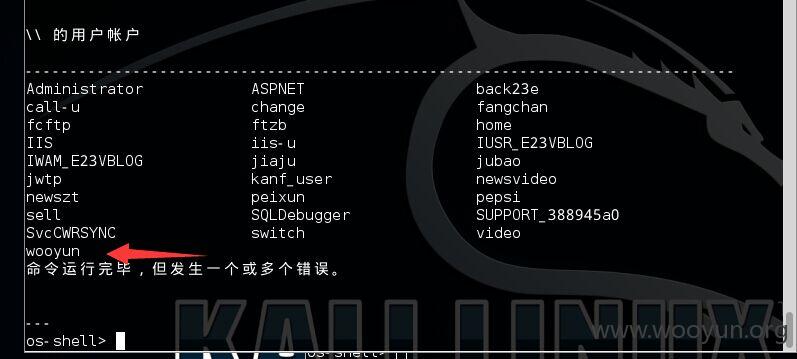 \\ 的用户帐户
-------------------------------------------------------------------------------
Administrator ASPNET back23e
call-u change fangchan
fcftp ftzb home
IIS iis-u IUSR_E23VBLOG
IWAM_E23VBLOG jiaju jubao
jwtp kanf_user newsvideo
newszt peixun pepsi
sell SQLDebugger SUPPORT_388945a0
SvcCWRSYNC switch video
wooyun
命令运行完毕，但发生一个或多个错误。
---
os-shell>
KALI LINUX
www.wooyun.org
os-shell>